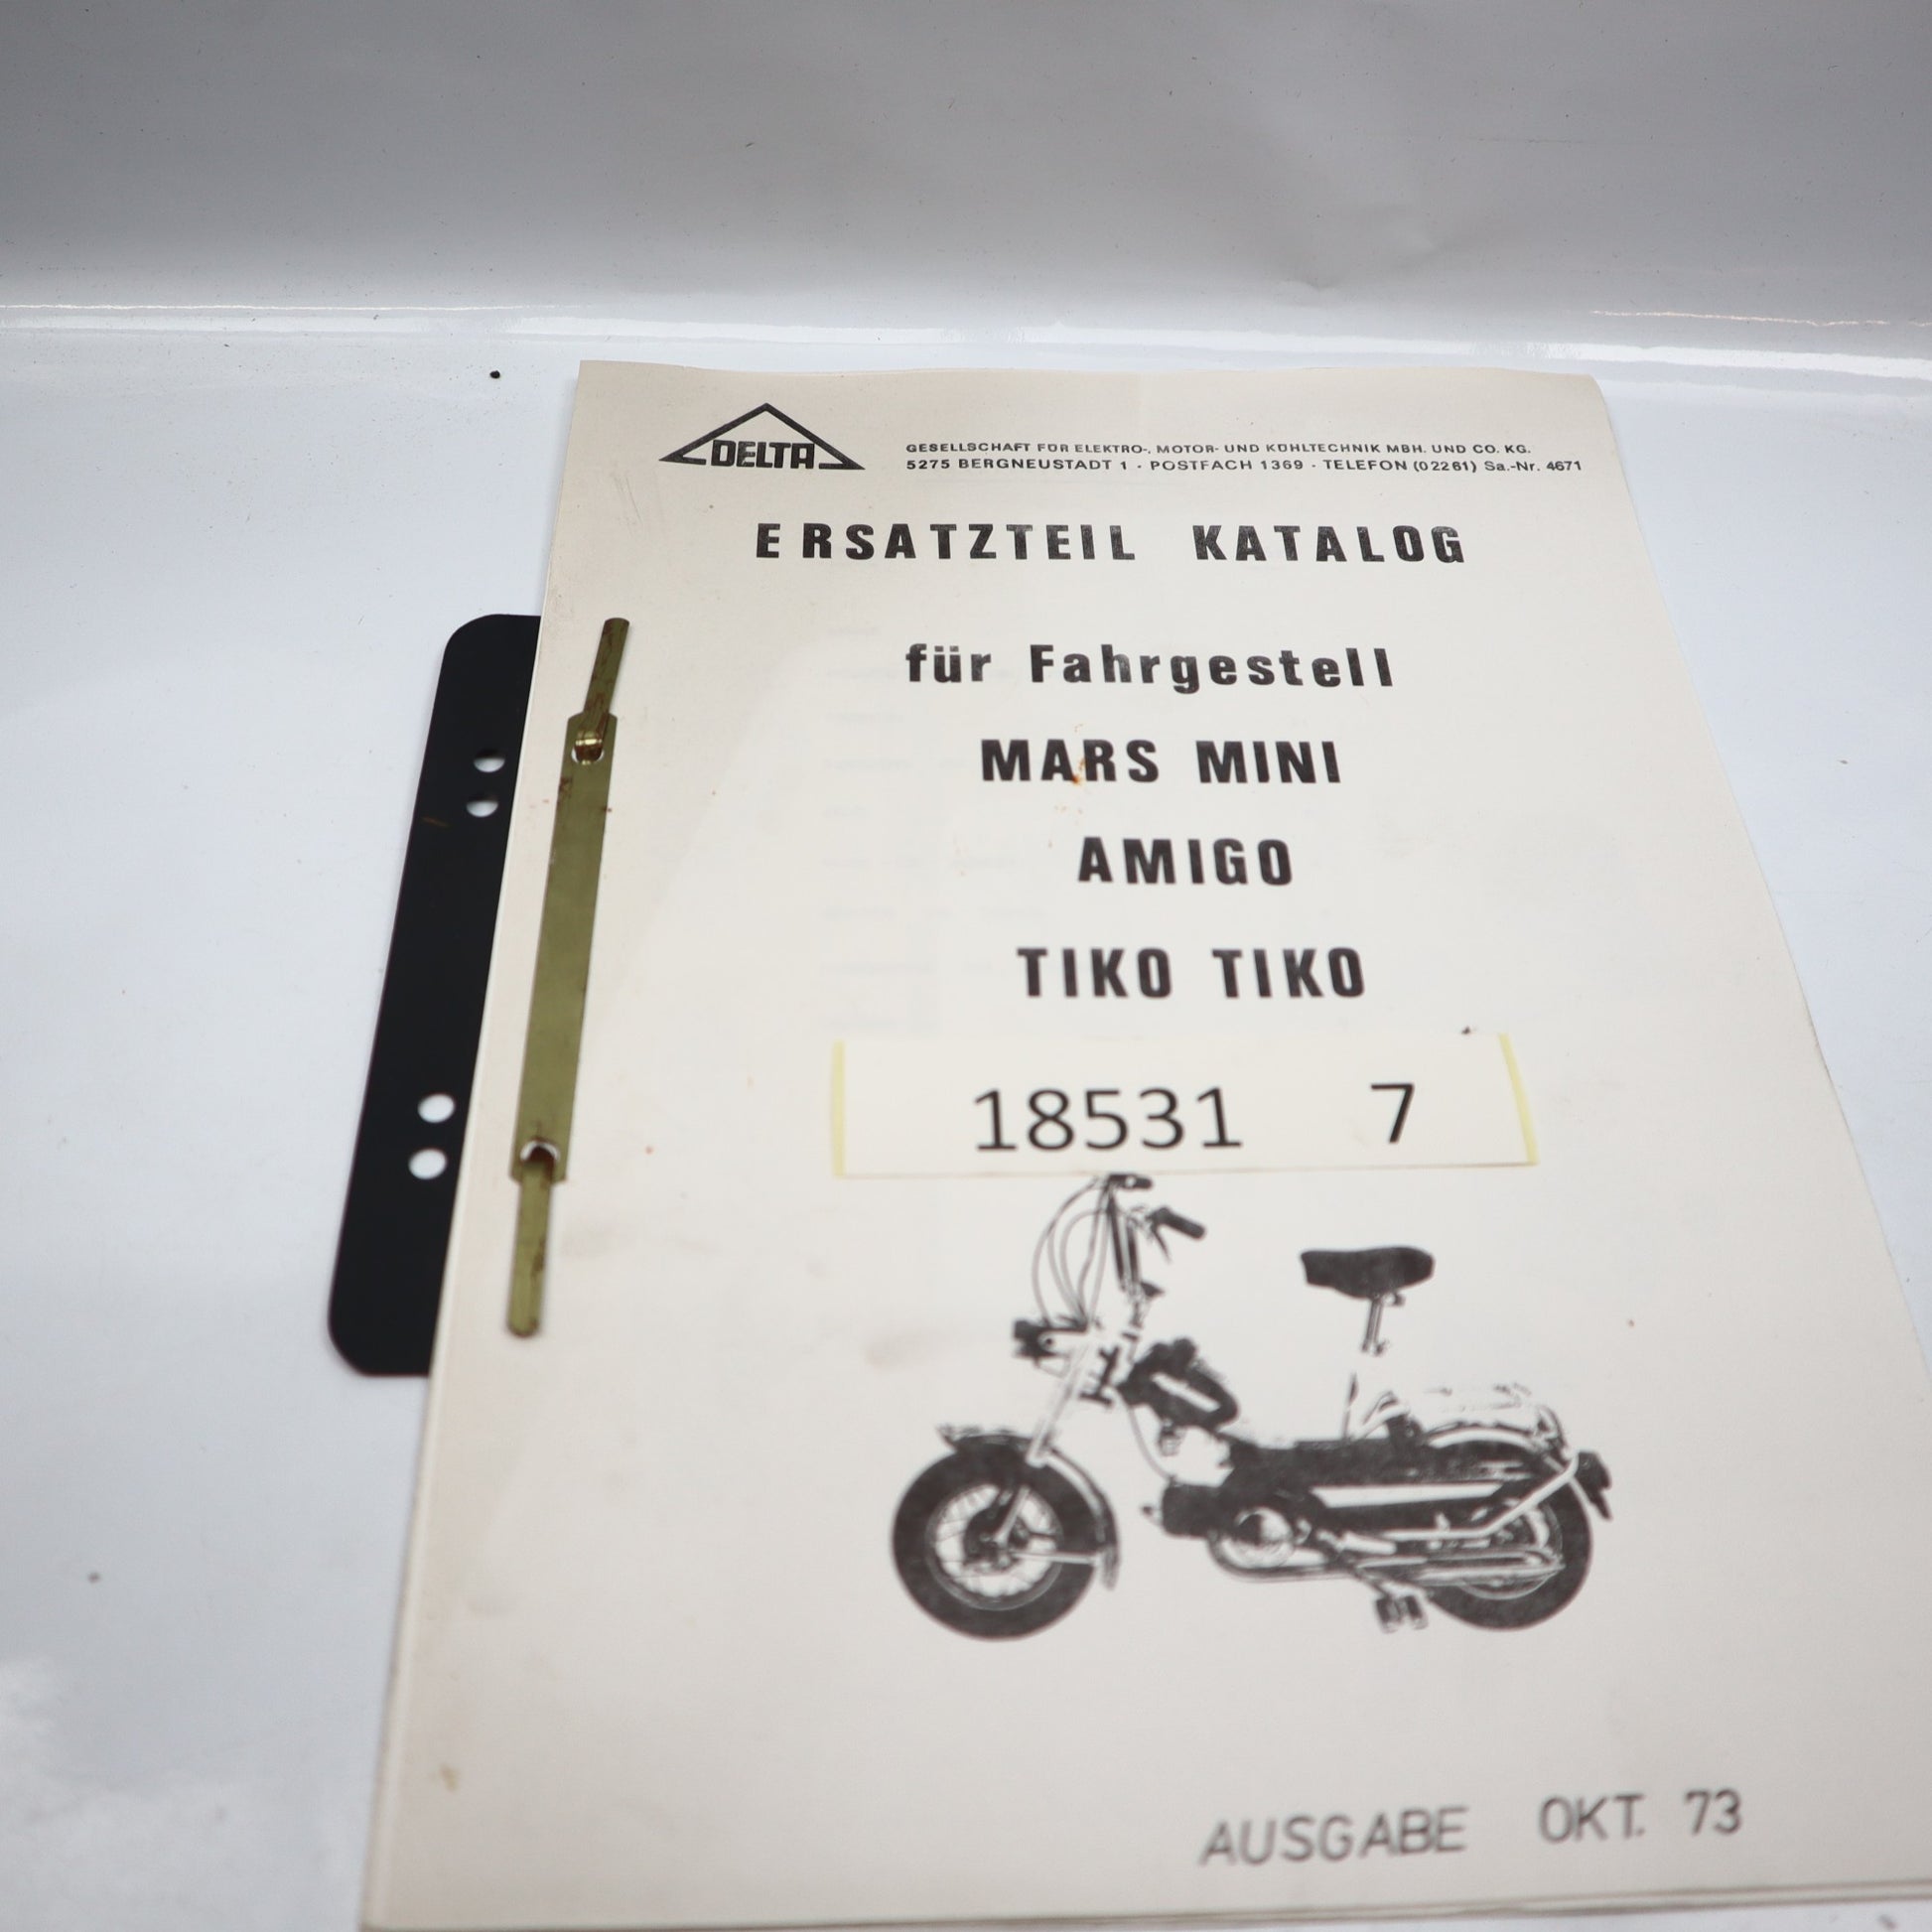 DELTA
GESELLSCHAFT FÜR ELEKTRO-, MOTOR- UND KÜHLTECHNIK MBH. UND CO. KG.
5275 BERGNEUSTADT 1 · POSTFACH 1369 · TELEFON (02261) Sa.-Nr. 4671
ERSATZTEIL KATALOG
für Fahrgestell
MARS MINI
AMIGO
TIKO TIKO
18531 7
AUSGABE OKT. 73